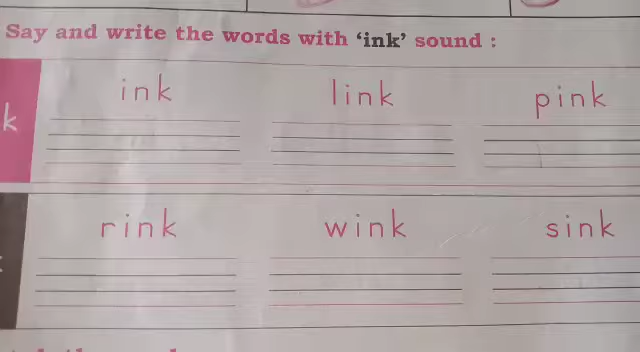 Say and write the words with ‘ink’ sound :
k
ink link pink
rink wink sink